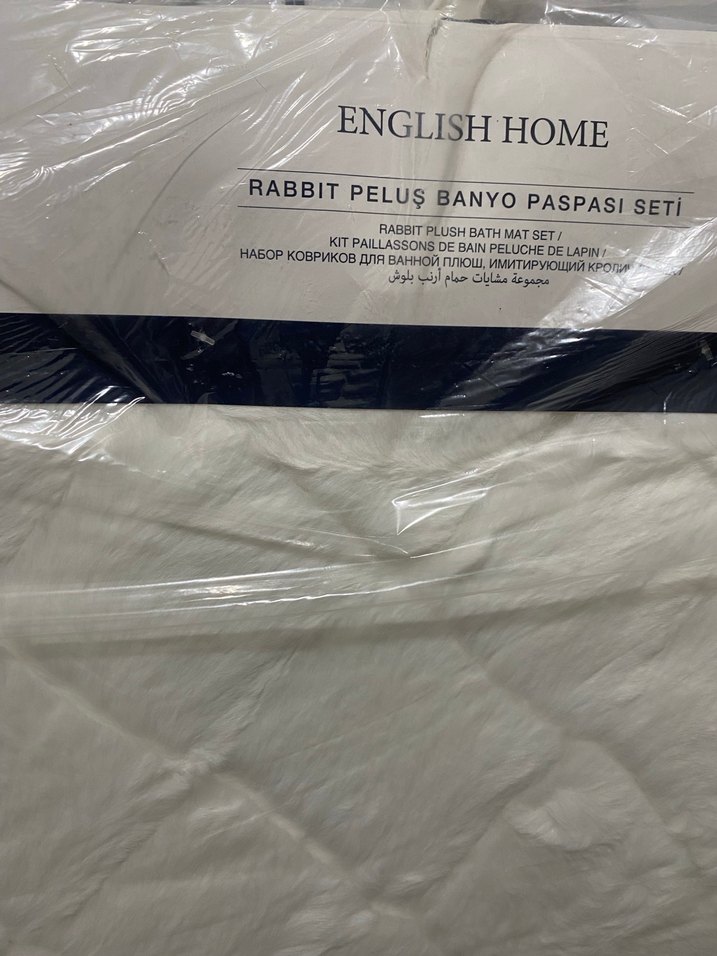 ENGLISH HOME
RABBIT PELUŞ BANYO PASPASI SETİ
RABBIT PLUSH BATH MAT SET /
KIT PAILLASSONS DE BAIN PELUCHE DE LAPIN /
НАБОР КОВРИКОВ ДЛЯ ВАННОЙ ПЛЮШ, ИМИТИРУЮЩИЙ
مجموعة مشايات حمام أرنب بلوش